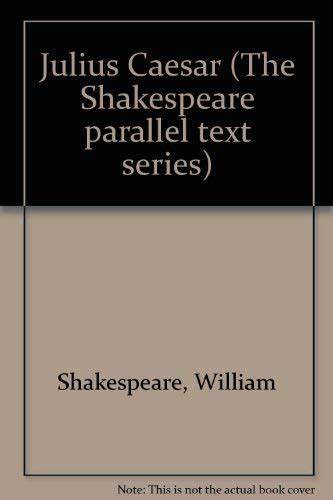 Julius Caesar (The
Shakespeare
parallel text
series)
Shakespeare, William
Note: This is not the actual book cover